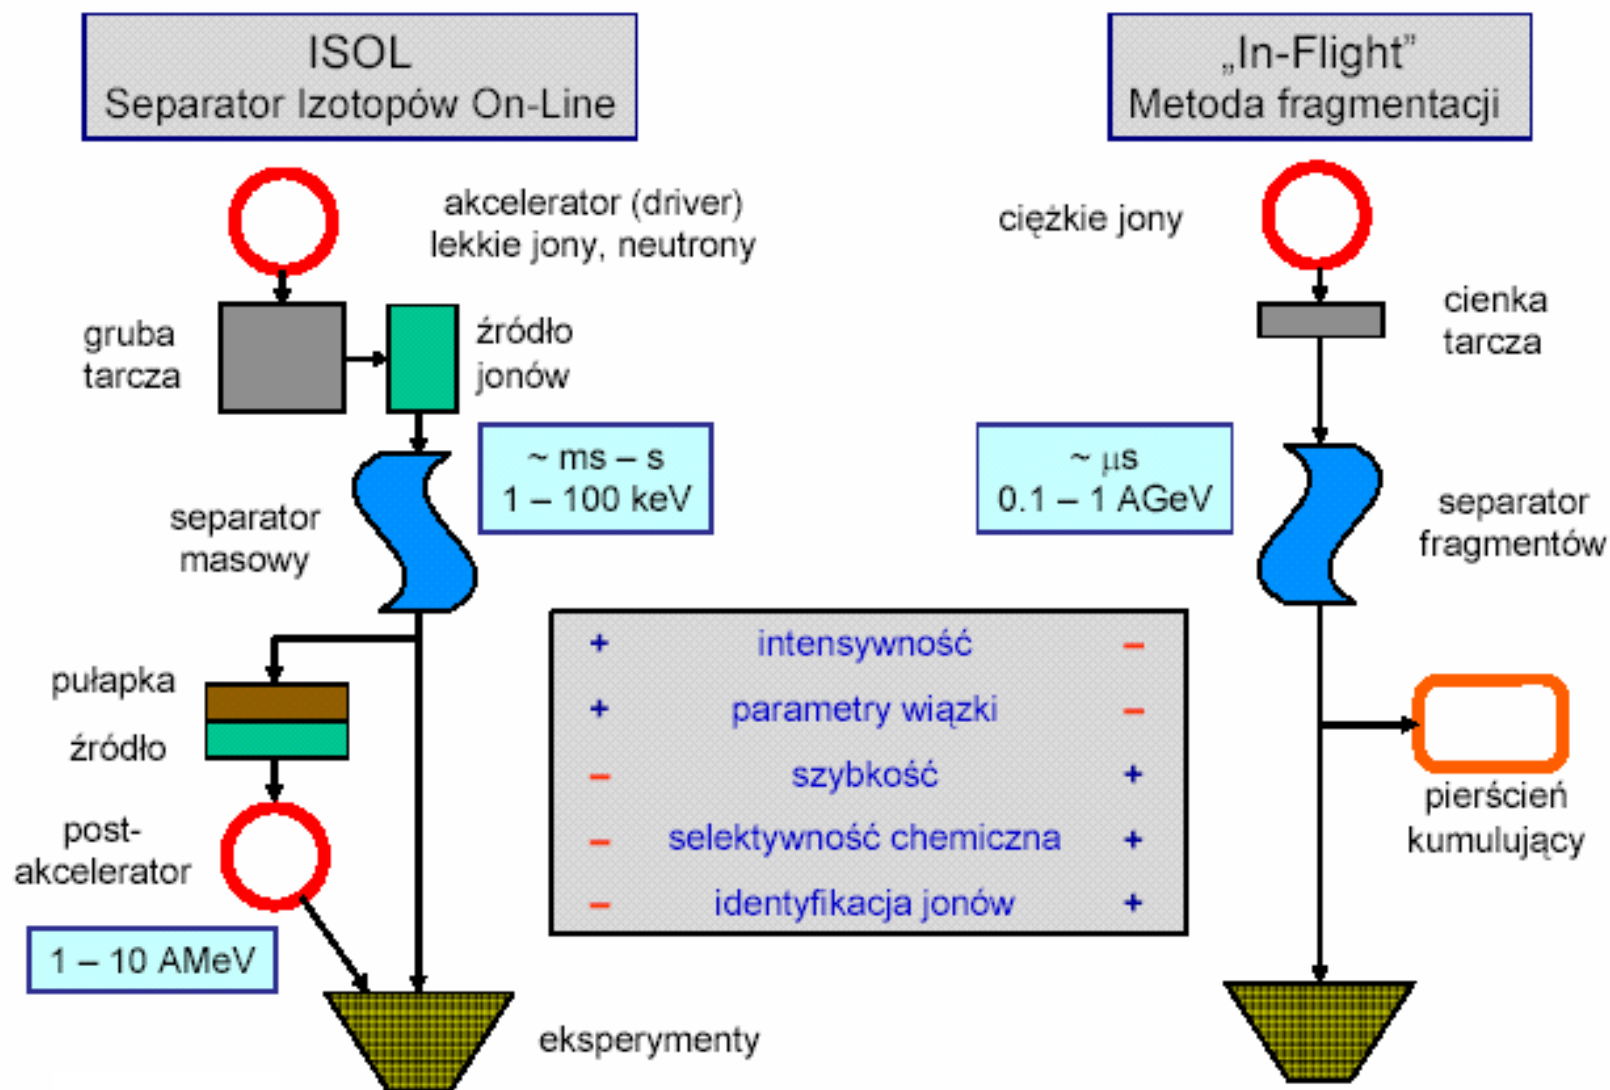 ISOL
Separator Izotopów On-Line
akcelerator (driver)
lekkie jony, neutrony
gruba
tarcza
źródło
jonów
~ ms – s
1 – 100 keV
separator
masowy
pułapka
źródło
post-
akcelerator
1 – 10 AMeV
eksperymenty
+ intensywność –
+ parametry wiązki –
– szybkość +
– selektywność chemiczna +
– identyfikacja jonów +
„In-Flight”
Metoda fragmentacji
ciężkie jony
cienka
tarcza
~ μs
0.1 – 1 AGeV
separator
fragmentów
pierścień
kumulujący